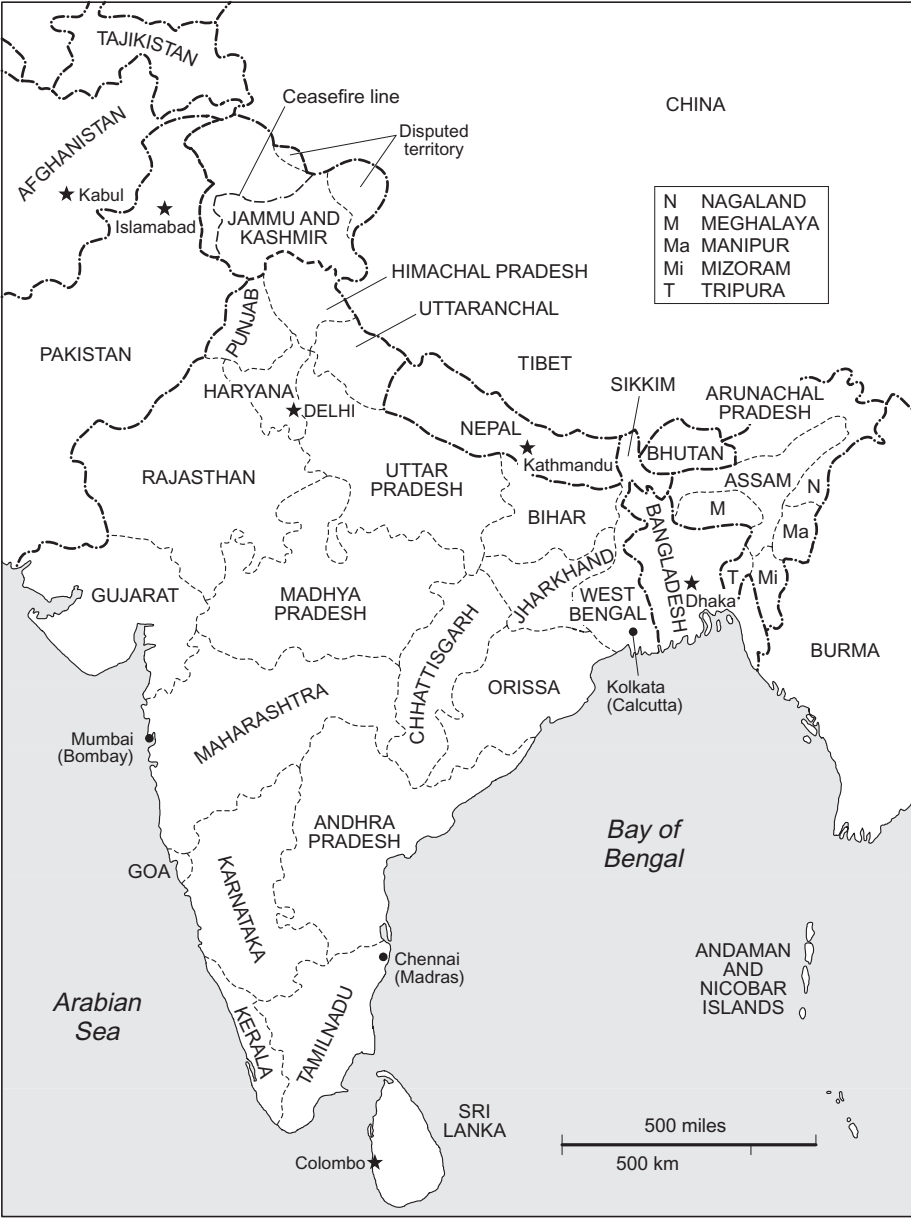 TAJIKISTAN
Ceasefire line
CHINA
Disputed
territory
AFGHANISTAN
Kabul
Islamabad
JAMMU AND
KASHMIR
N NAGALAND
M MEGHALAYA
Ma MANIPUR
Mi MIZORAM
T TRIPURA
HIMACHAL PRADESH
PUNJAB
UTTARANCHAL
PAKISTAN
TIBET
SIKKIM
ARUNACHAL
PRADESH
HARYANA
DELHI
NEPAL
Kathmandu
BHUTAN
RAJASTHAN
UTTAR
PRADESH
ASSAM
N
M
BIHAR
BANGLADESH
Ma
JHARKHAND
T
Mi
GUJARAT
MADHYA
PRADESH
WEST
BENGAL
Dhaka
CHHATTISGARH
BURMA
ORISSA
Kolkata
(Calcutta)
MAHARASHTRA
Mumbai
(Bombay)
ANDHRA
PRADESH
Bay of
Bengal
GOA
KARNATAKA
Chennai
(Madras)
ANDAMAN
AND
NICOBAR
ISLANDS
Arabian
Sea
KERALA
TAMILNADU
SRI
LANKA
500 miles
500 km
Colombo